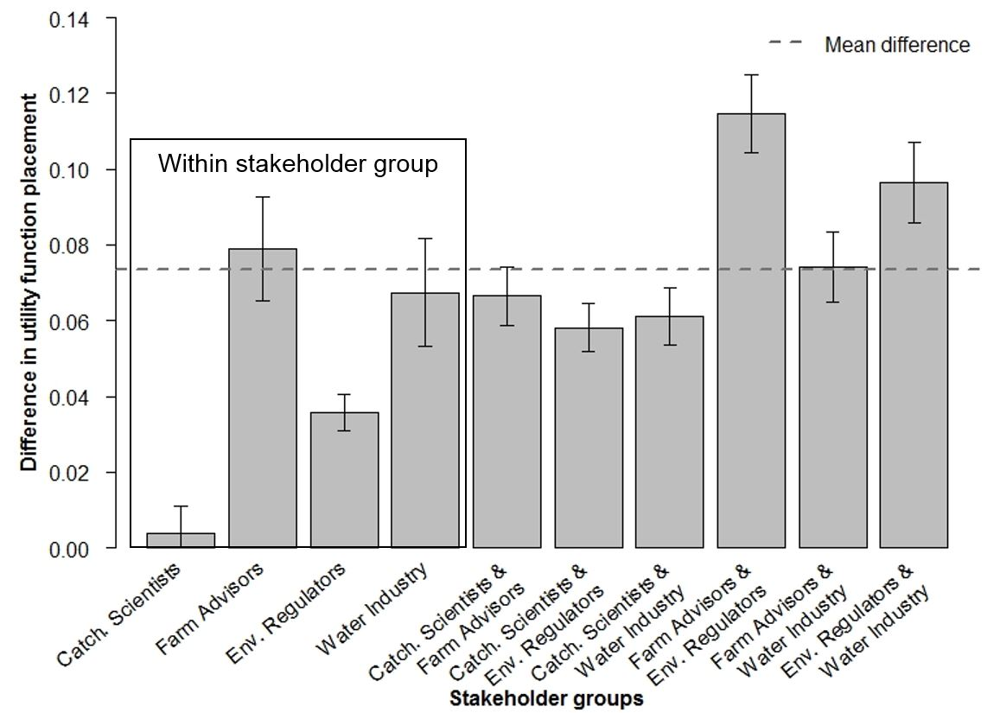 0.14
0.12
0.10
0.08
0.06
0.04
0.02
0.00
Difference in utility function placement
Mean difference
Within stakeholder group
Catch. Scientists
Farm Advisors
Env. Regulators
Water Industry
Catch. Scientists &
Farm Advisors
Catch. Scientists &
Env. Regulators
Catch. Scientists &
Water Industry
Farm Advisors &
Env. Regulators
Farm Advisors &
Water Industry
Env. Regulators &
Water Industry
Stakeholder groups